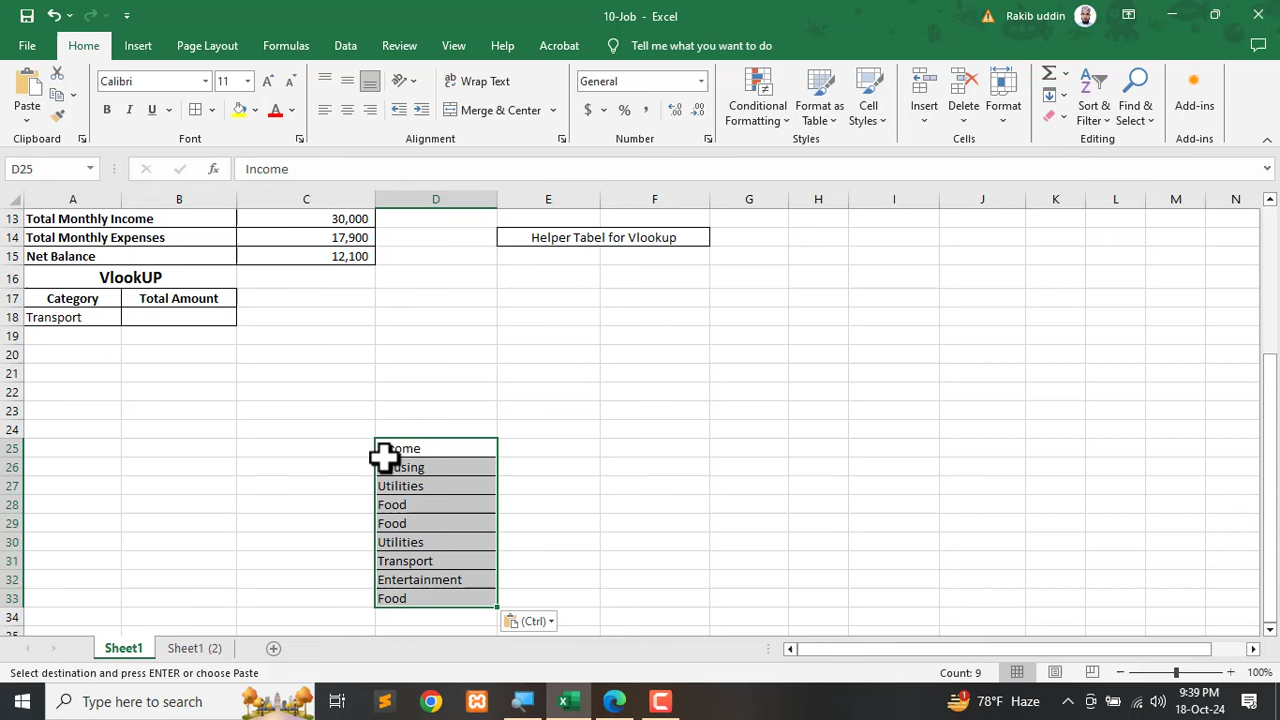 10-Job - Excel
Rakib uddin
File Home Insert Page Layout Formulas Data Review View Help Acrobat Tell me what you want to do
Calibri 11 Wrap Text General
Paste B I U Merge & Center $ % Conditional Formatting Format as Table Cell Styles Insert Delete Format Sort & Filter Find & Select Add-ins
Clipboard Font Alignment Number Styles Cells Editing Add-ins
D25 fx Income
A B C D E F G H I J K L M N
13 Total Monthly Income 30,000
14 Total Monthly Expenses 17,900 Helper Tabel for Vlookup
15 Net Balance 12,100
16 VlookUP
17 Category Total Amount
18 Transport
19
20
21
22
23
24
25 ome
26 using
27 Utilities
28 Food
29 Food
30 Utilities
31 Transport
32 Entertainment
33 Food
34 (Ctrl)
35
Sheet1 Sheet1 (2)
Select destination and press ENTER or choose Paste Count: 9 100%
Type here to search 1 78°F Haze 9:39 PM
18-Oct-24